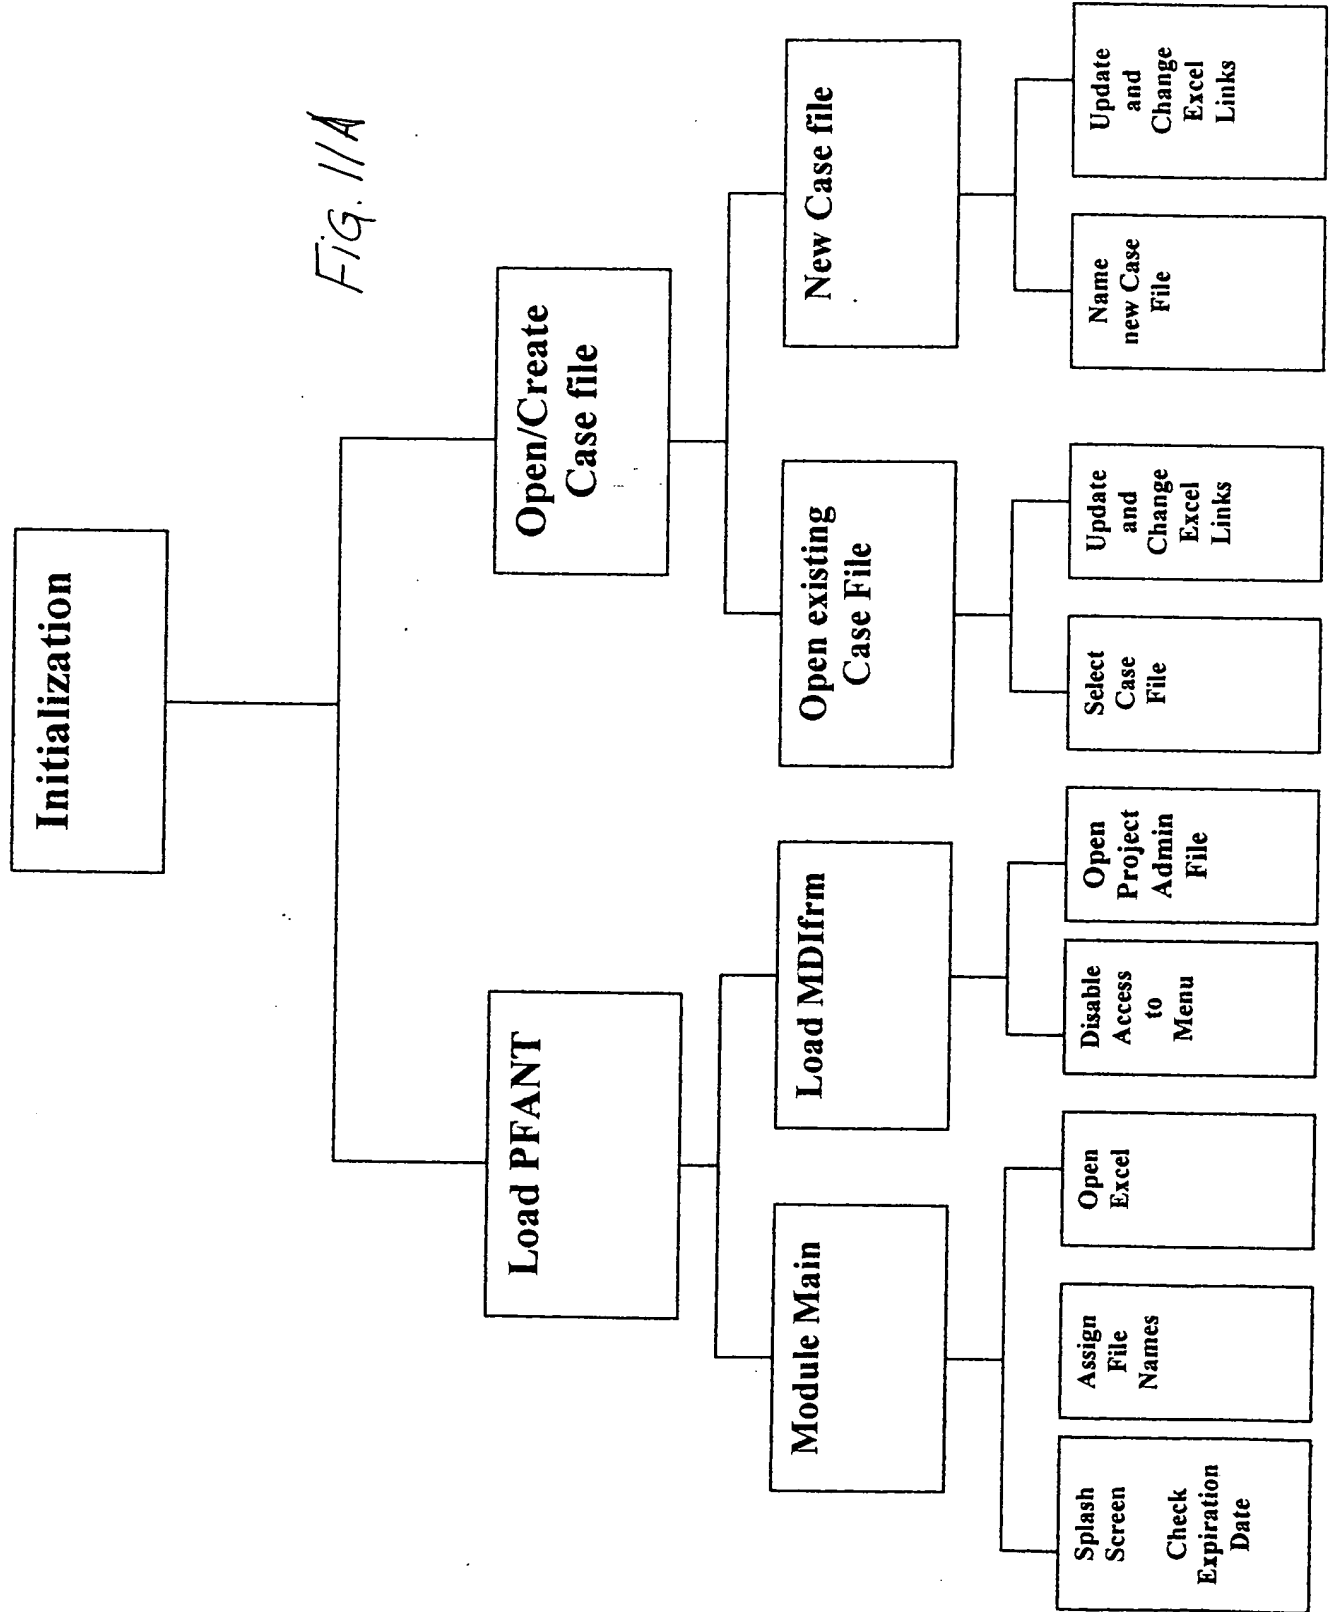 Initialization
FIG. 11A
Load PFANT
Open/Create
Case file
Module Main
Load MDIfrm
Open existing
Case File
New Case file
Splash
Screen
Check
Expiration
Date
Assign
File
Names
Open
Excel
Disable
Access
to
Menu
Open
Project
Admin
File
Select
Case
File
Update
and
Change
Excel
Links
Name
new Case
File
Update
and
Change
Excel
Links